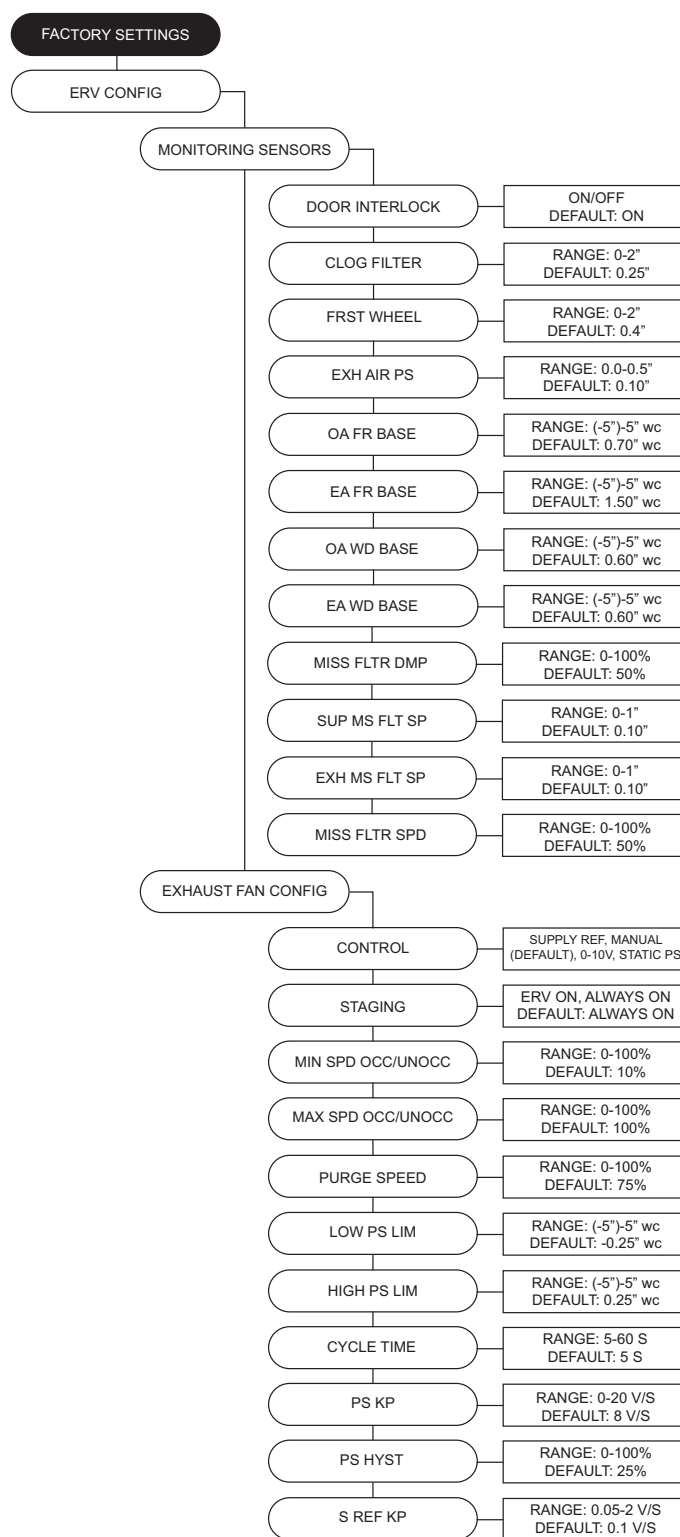 FACTORY SETTINGS
ERV CONFIG
MONITORING SENSORS
DOOR INTERLOCK
ON/OFF
DEFAULT: ON
CLOG FILTER
RANGE: 0-2”
DEFAULT: 0.25”
FRST WHEEL
RANGE: 0-2”
DEFAULT: 0.4”
EXH AIR PS
RANGE: 0.0-0.5”
DEFAULT: 0.10”
OA FR BASE
RANGE: (-5”)-5” wc
DEFAULT: 0.70” wc
EA FR BASE
RANGE: (-5”)-5” wc
DEFAULT: 1.50” wc
OA WD BASE
RANGE: (-5”)-5” wc
DEFAULT: 0.60” wc
EA WD BASE
RANGE: (-5”)-5” wc
DEFAULT: 0.60” wc
MISS FLTR DMP
RANGE: 0-100%
DEFAULT: 50%
SUP MS FLT SP
RANGE: 0-1”
DEFAULT: 0.10”
EXH MS FLT SP
RANGE: 0-1”
DEFAULT: 0.10”
MISS FLTR SPD
RANGE: 0-100%
DEFAULT: 50%
EXHAUST FAN CONFIG
CONTROL
SUPPLY REF, MANUAL
(DEFAULT), 0-10V, STATIC PS
STAGING
ERV ON, ALWAYS ON
DEFAULT: ALWAYS ON
MIN SPD OCC/UNOCC
RANGE: 0-100%
DEFAULT: 10%
MAX SPD OCC/UNOCC
RANGE: 0-100%
DEFAULT: 100%
PURGE SPEED
RANGE: 0-100%
DEFAULT: 75%
LOW PS LIM
RANGE: (-5”)-5” wc
DEFAULT: -0.25” wc
HIGH PS LIM
RANGE: (-5”)-5” wc
DEFAULT: 0.25” wc
CYCLE TIME
RANGE: 5-60 S
DEFAULT: 5 S
PS KP
RANGE: 0-20 V/S
DEFAULT: 8 V/S
PS HYST
RANGE: 0-100%
DEFAULT: 25%
S REF KP
RANGE: 0.05-2 V/S
DEFAULT: 0.1 V/S